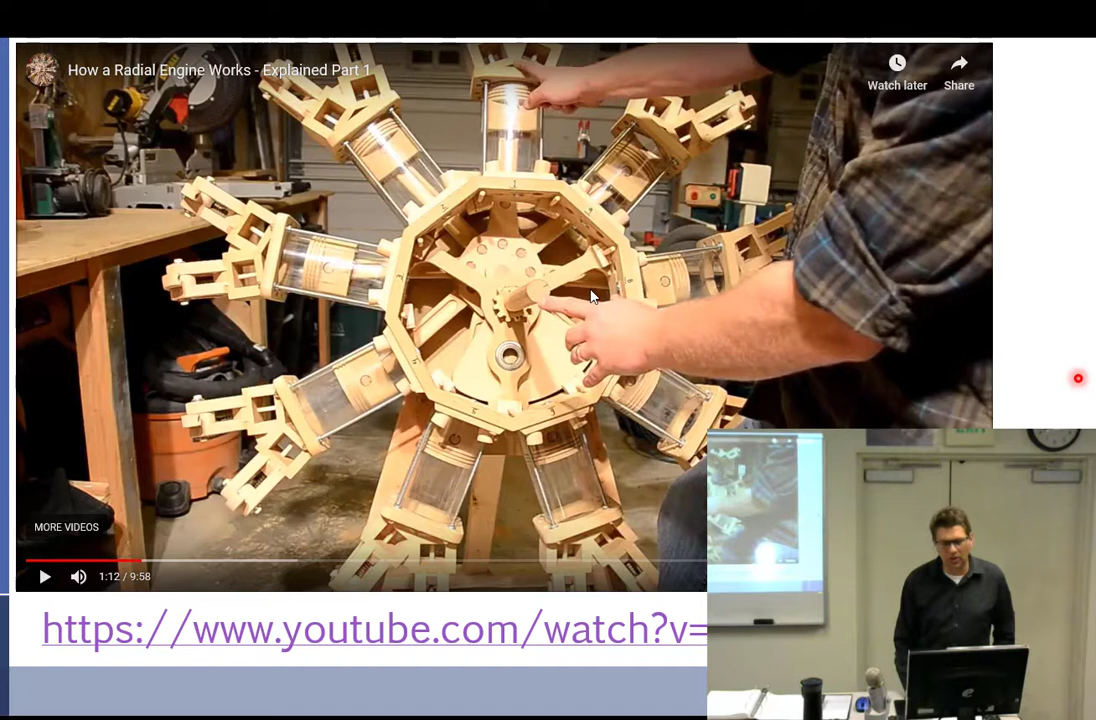 How a Radial Engine Works - Explained Part 1
Watch later
Share
MORE VIDEOS
1:12 / 9:58
https://www.youtube.com/watch?v=